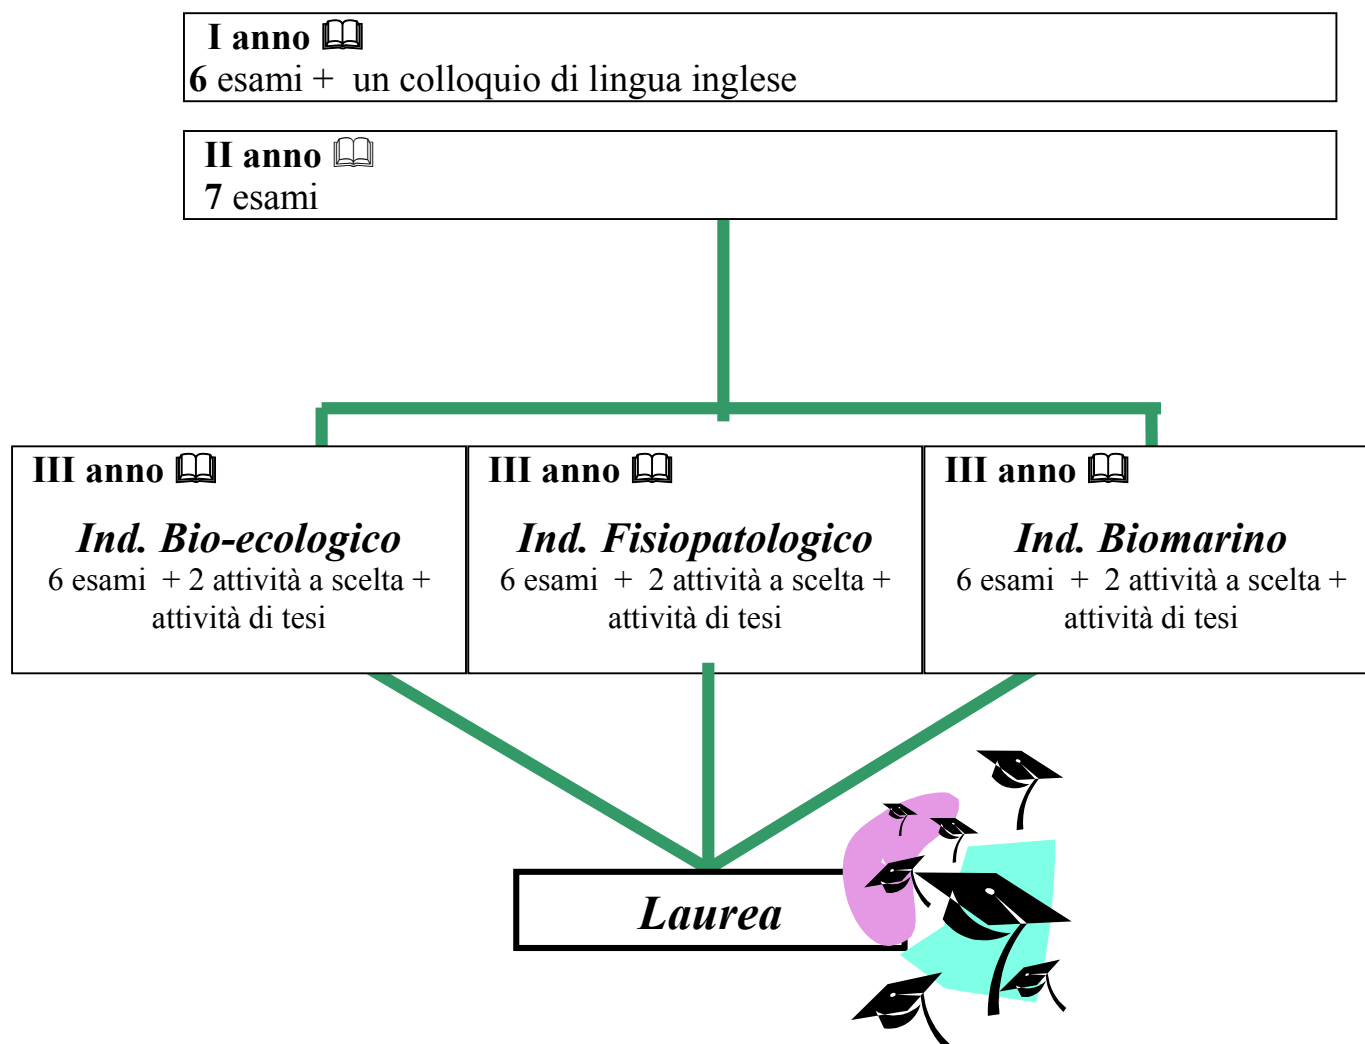 I anno
6 esami + un colloquio di lingua inglese
II anno
7 esami
III anno
Ind. Bio-ecologico
6 esami + 2 attività a scelta +
attività di tesi
III anno
Ind. Fisiopatologico
6 esami + 2 attività a scelta +
attività di tesi
III anno
Ind. Biomarino
6 esami + 2 attività a scelta +
attività di tesi
Laurea